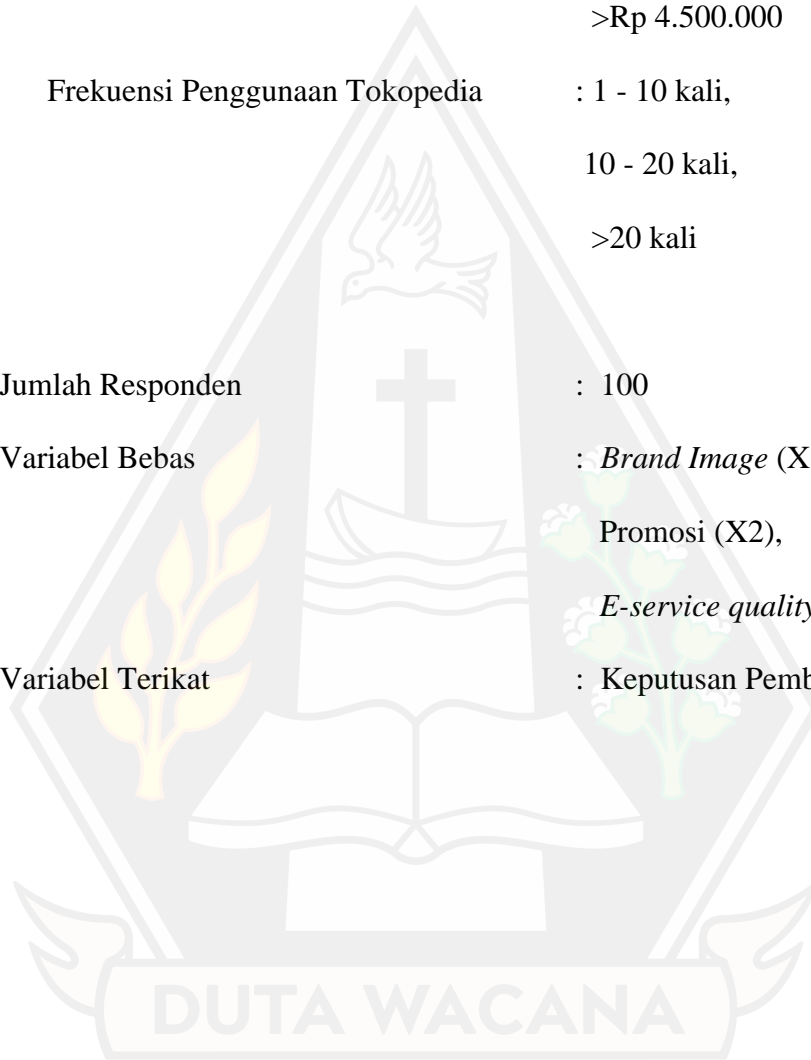 >Rp 4.500.000
Frekuensi Penggunaan Tokopedia : 1 - 10 kali,
10 - 20 kali,
>20 kali
Jumlah Responden : 100
Variabel Bebas : Brand Image (X
Promosi (X2),
E-service quality
Variabel Terikat : Keputusan Pemb
DUTA WACANA